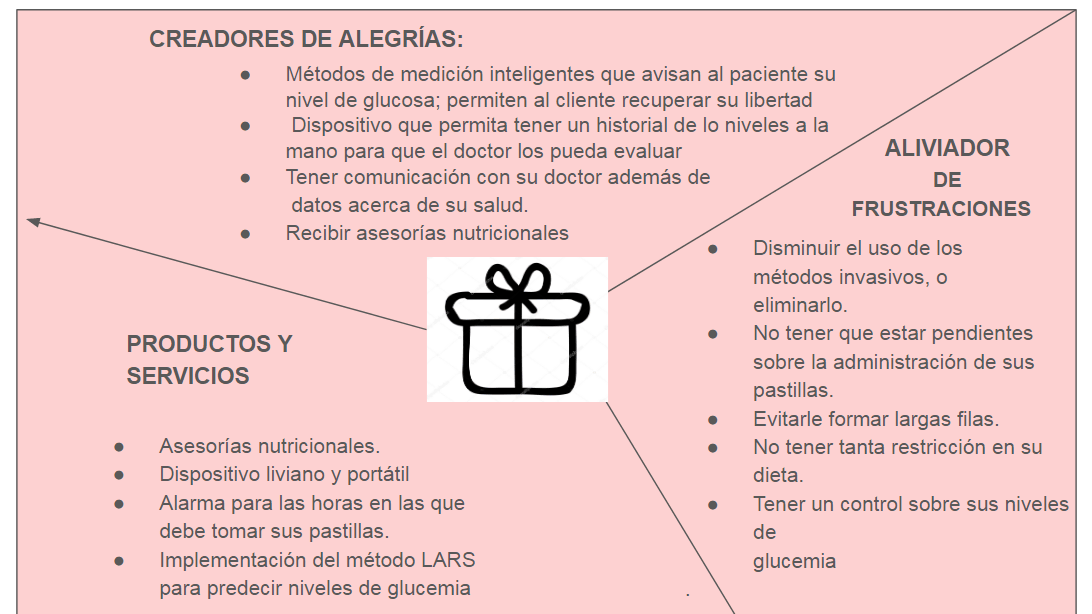 CREADORES DE ALEGRÍAS:
● Métodos de medición inteligentes que avisan al paciente su
nivel de glucosa; permiten al cliente recuperar su libertad
● Dispositivo que permita tener un historial de lo niveles a la
mano para que el doctor los pueda evaluar
● Tener comunicación con su doctor además de
datos acerca de su salud.
● Recibir asesorías nutricionales
ALIVIADOR
DE
FRUSTRACIONES
● Disminuir el uso de los
métodos invasivos, o
eliminarlo.
● No tener que estar pendientes
sobre la administración de sus
pastillas.
● Evitarle formar largas filas.
● No tener tanta restricción en su
dieta.
● Tener un control sobre sus niveles
de
glucemia
PRODUCTOS Y
SERVICIOS
● Asesorías nutricionales.
● Dispositivo liviano y portátil
● Alarma para las horas en las que
debe tomar sus pastillas.
● Implementación del método LARS
para predecir niveles de glucemia
.